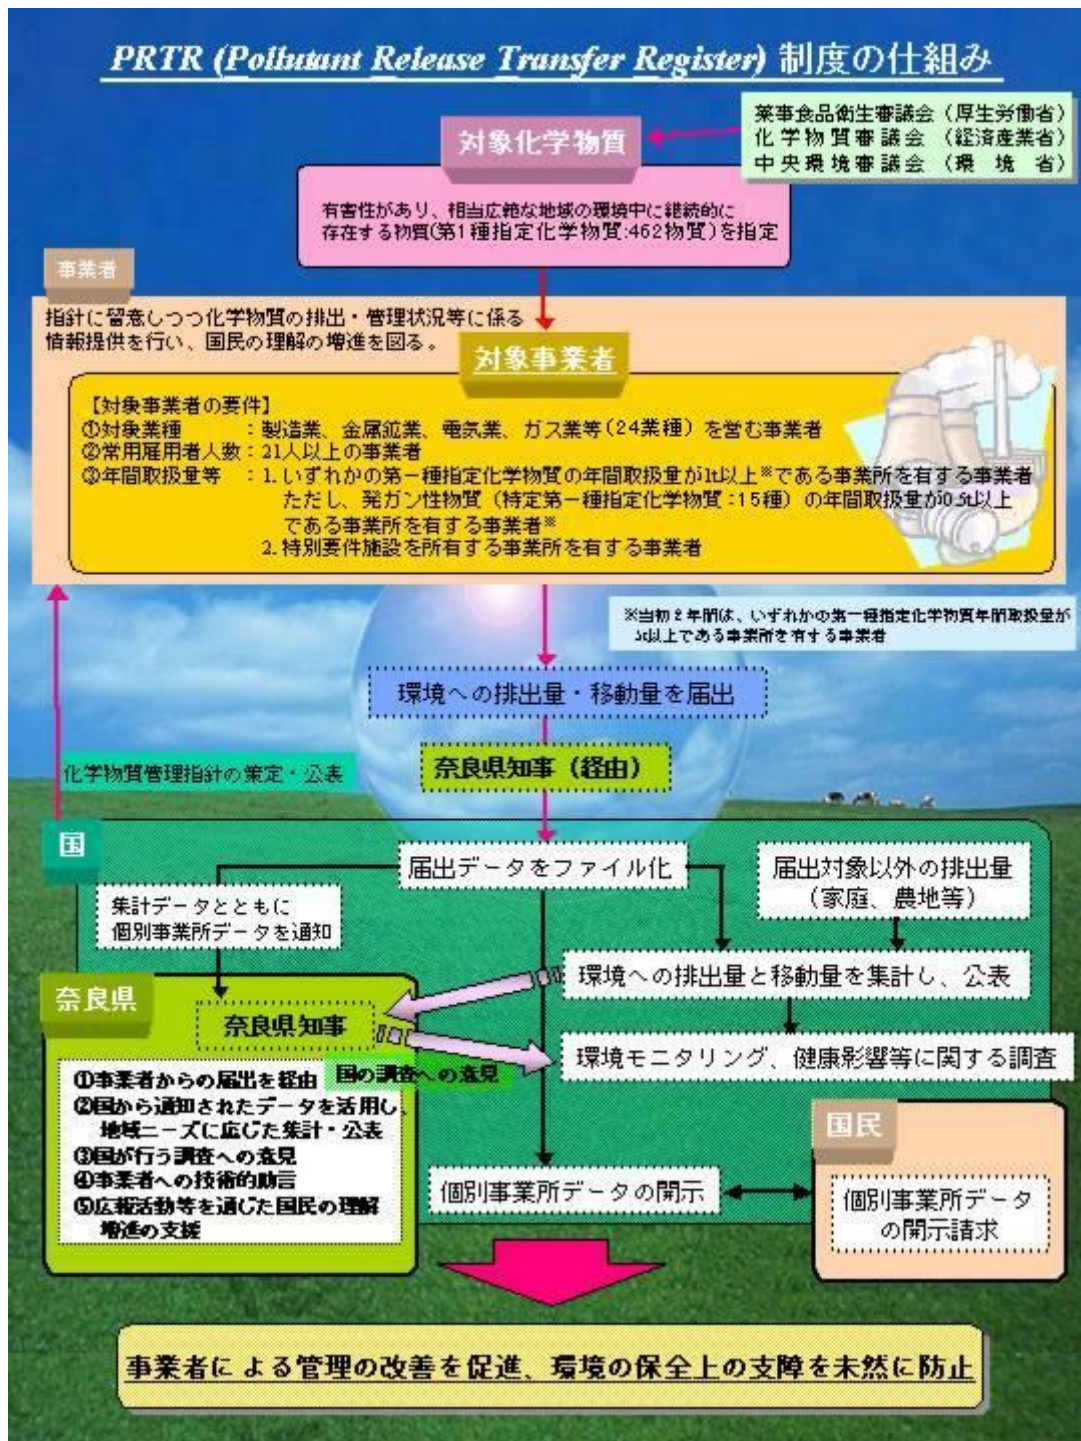 PRTR (Pollutant Release Transfer Register) 制度の仕組み
薬事食品衛生審議会（厚生労働省）
化学物質審議会（経済産業省）
中央環境審議会（環　境　省）
対象化学物質
有害性があり、相当広範な地域の環境中に継続的に
存在する物質(第1種指定化学物質:462物質)を指定
事業者
指針に留意しつつ化学物質の排出・管理状況等に係る
情報提供を行い、国民の理解の増進を図る。
対象事業者
【対象事業者の要件】
①対象業種　　　：製造業、金属鉱業、電気業、ガス業等(24業種) を営む事業者
②常用雇用者人数：21人以上の事業者
③年間取扱量等　：1. いずれかの第一種指定化学物質の年間取扱量が1t以上※である事業所を有する事業者
ただし、発ガン性物質（特定第一種指定化学物質：15種）の年間取扱量が0.5t以上
である事業所を有する事業者※
2. 特別要件施設を所有する事業所を有する事業者
※当初２年間は、いずれかの第一種指定化学物質年間取扱量が
5t以上である事業所を有する事業者
環境への排出量・移動量を届出
奈良県知事（経由）
化学物質管理指針の策定・公表
国
届出データをファイル化
届出対象以外の排出量
（家庭、農地等）
集計データとともに
個別事業所データを通知
環境への排出量と移動量を集計し、公表
奈良県
奈良県知事
環境モニタリング、健康影響等に関する調査
国の調査への意見
①事業者からの届出を経由
②国から通知されたデータを活用し、
地域ニーズに応じた集計・公表
③国が行う調査への意見
④事業者への技術的助言
⑤広報活動等を通じた国民の理解
増進の支援
国民
個別事業所データの開示
個別事業所データ
の開示請求
事業者による管理の改善を促進、環境の保全上の支障を未然に防止